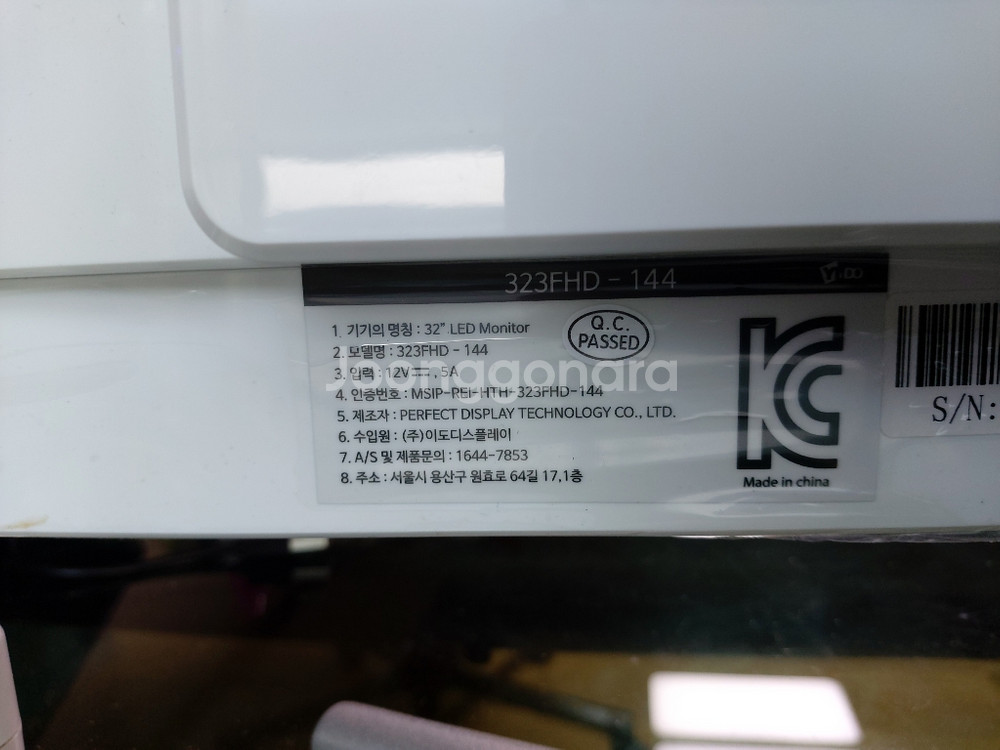 323FHD - 144
1. 기기의 명칭 : 32" LED Monitor
2. 모델명 : 323FHD - 144
3. 입력 : 12V⎓, 5A
4. 인증번호 : MSIP-REI-HTH-323FHD-144
5. 제조자 : PERFECT DISPLAY TECHNOLOGY CO., LTD.
6. 수입원 : (주)이도디스플레이
7. A/S 및 제품문의 : 1644-7853
8. 주소 : 서울시 용산구 원효로 64길 17,1층
Q.C.
PASSED
Joonggonara
Made in china
S/N: